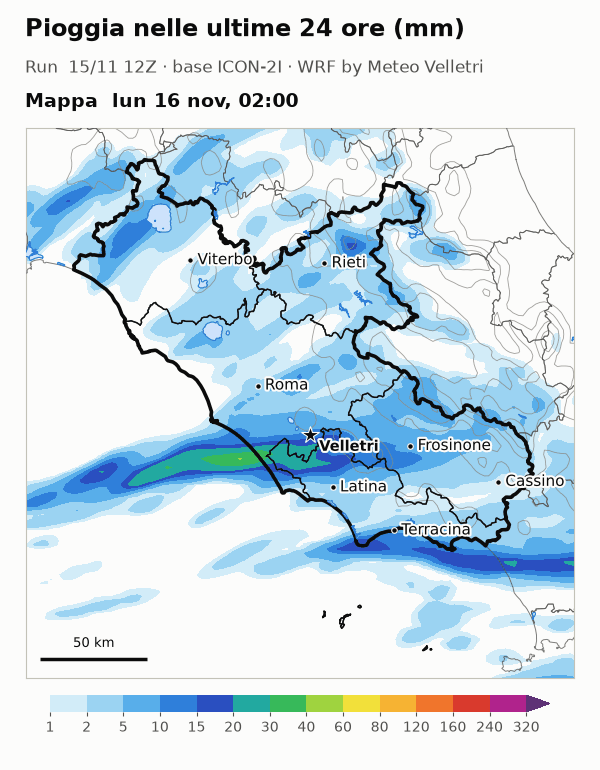 Pioggia nelle ultime 24 ore (mm)
Run  15/11 12Z · base ICON-2I · WRF by Meteo Velletri
Mappa  lun 16 nov, 02:00
Viterbo
Rieti
Roma
Velletri
Frosinone
Latina
Cassino
Terracina
50 km
1 2 5 10 15 20 30 40 60 80 120 160 240 320